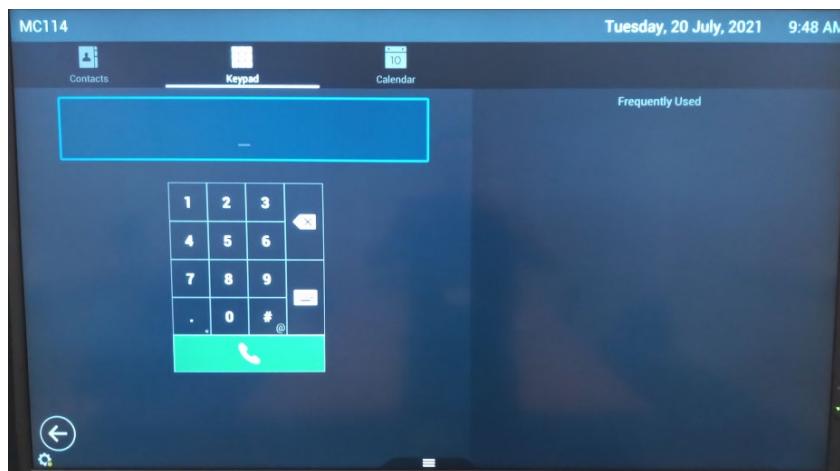 MC114 Tuesday, 20 July, 2021 9:48 AM
10
Contacts Keypad Calendar
Frequently Used
_
1 2 3
4 5 6
7 8 9
. 0 # @